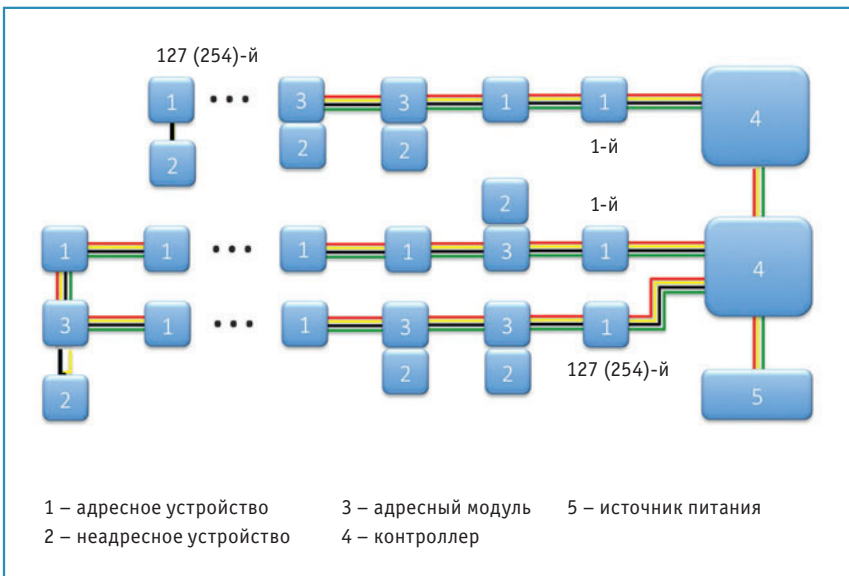 127 (254)-й
1 3 3 1 1 4
2 2 2
1-й
2 1-й
1 1 1 1 3 1 4
3 1 1 3 3 1
2 2 2
127 (254)-й
5
1 – адресное устройство 3 – адресный модуль 5 – источник питания
2 – неадресное устройство 4 – контроллер